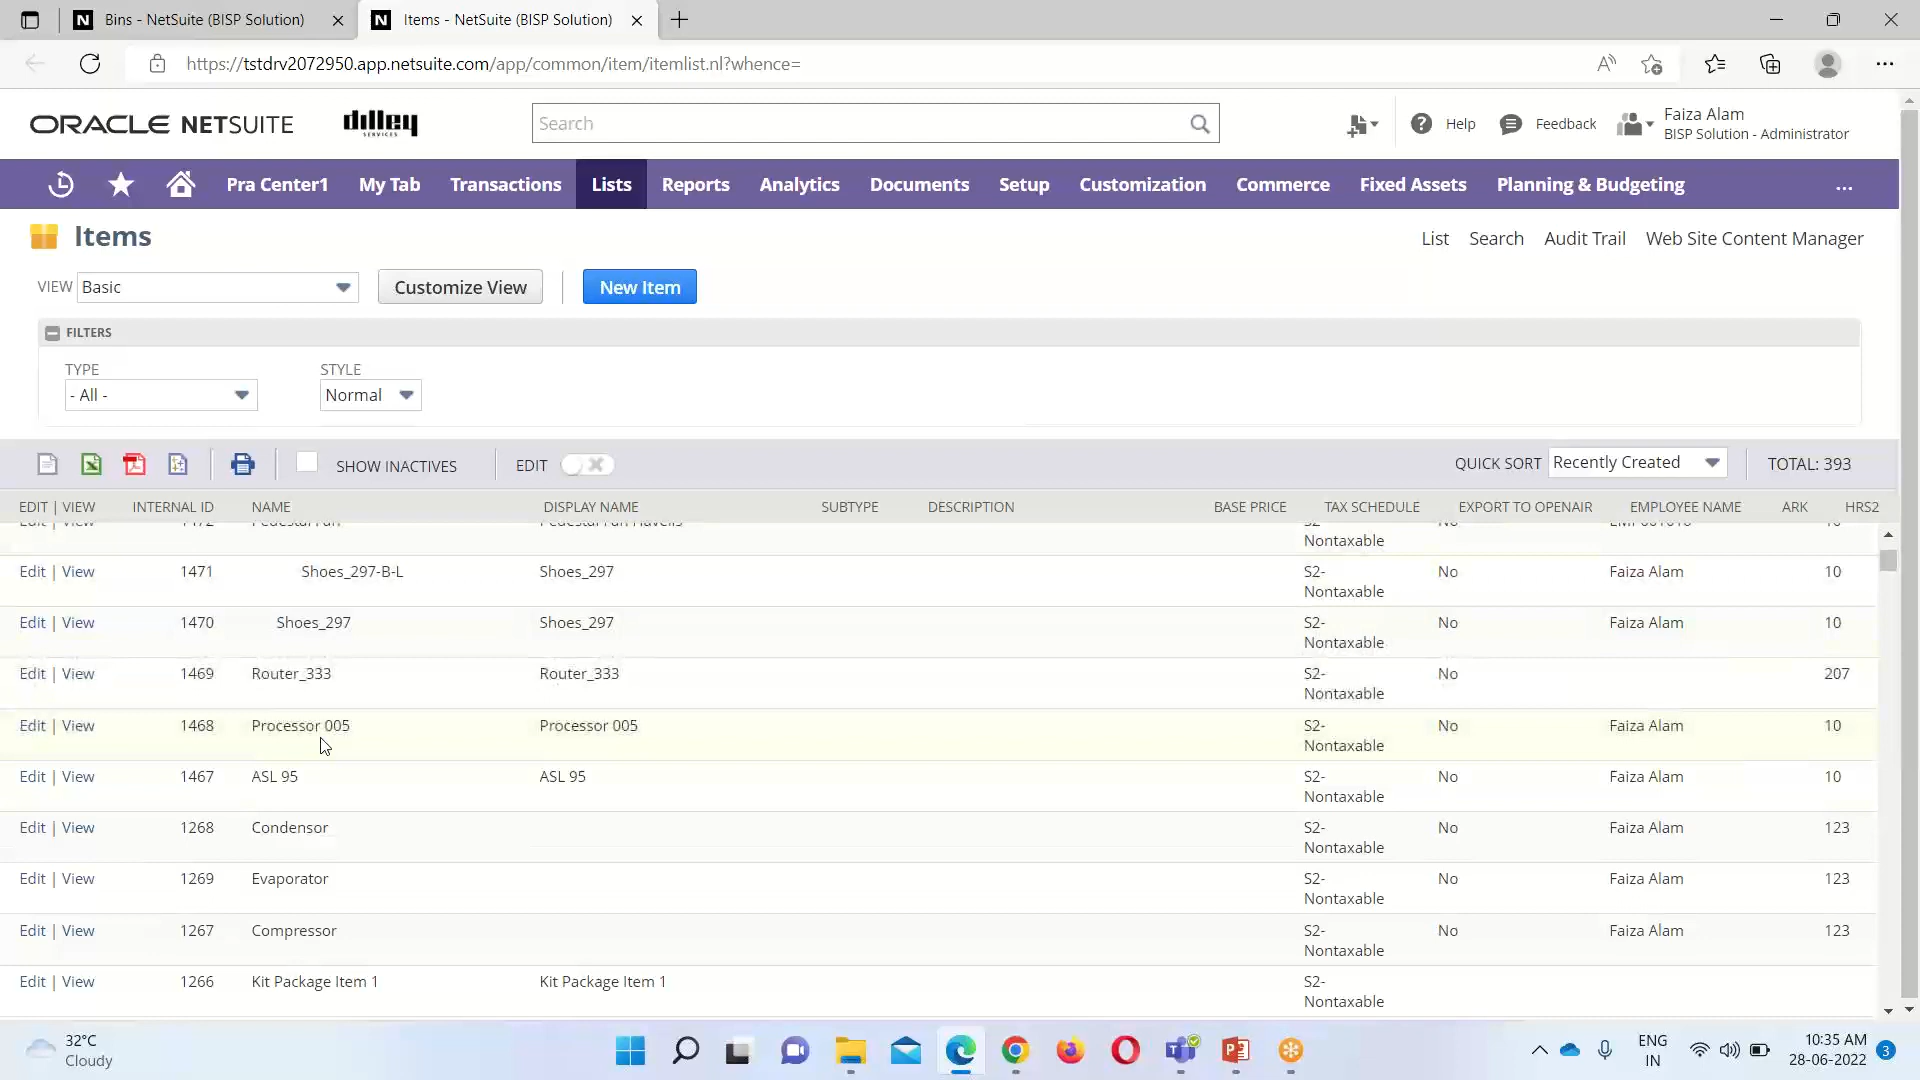 Bins - NetSuite (BISP Solution)
Items - NetSuite (BISP Solution)
https://tstdrv2072950.app.netsuite.com/app/common/item/itemlist.nl?whence=
ORACLE NETSUITE
dilley
SERVICES
Search
Help
Feedback
Faiza Alam
BISP Solution - Administrator
Pra Center1 My Tab Transactions Lists Reports Analytics Documents Setup Customization Commerce Fixed Assets Planning & Budgeting ...
Items
List Search Audit Trail Web Site Content Manager
VIEW Basic Customize View New Item
FILTERS
TYPE STYLE
- All - Normal
SHOW INACTIVES EDIT QUICK SORT Recently Created TOTAL: 393
EDIT | VIEW INTERNAL ID NAME DISPLAY NAME SUBTYPE DESCRIPTION BASE PRICE TAX SCHEDULE EXPORT TO OPENAIR EMPLOYEE NAME ARK HRS2
Nontaxable
Edit | View 1471 Shoes_297-B-L Shoes_297 S2- No Faiza Alam 10
Nontaxable
Edit | View 1470 Shoes_297 Shoes_297 S2- No Faiza Alam 10
Nontaxable
Edit | View 1469 Router_333 Router_333 S2- No 207
Nontaxable
Edit | View 1468 Processor 005 Processor 005 S2- No Faiza Alam 10
Nontaxable
Edit | View 1467 ASL 95 ASL 95 S2- No Faiza Alam 10
Nontaxable
Edit | View 1268 Condensor S2- No Faiza Alam 123
Nontaxable
Edit | View 1269 Evaporator S2- No Faiza Alam 123
Nontaxable
Edit | View 1267 Compressor S2- No Faiza Alam 123
Nontaxable
Edit | View 1266 Kit Package Item 1 Kit Package Item 1 S2-
Nontaxable
32°C
Cloudy
ENG
IN
10:35 AM
28-06-2022
3